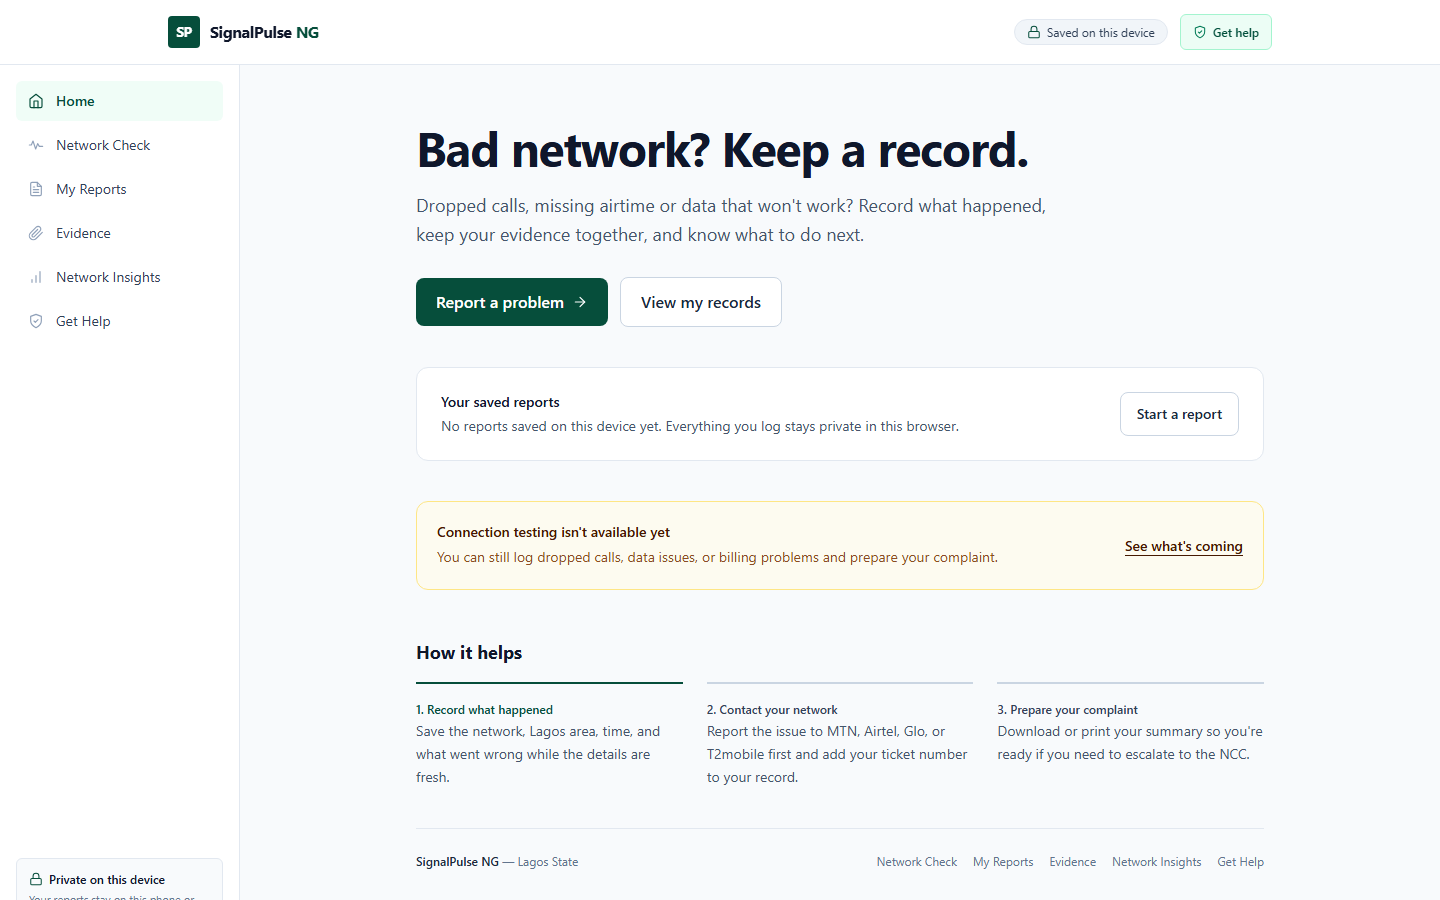 SP SignalPulse NG
Saved on this device
Get help
Home
Network Check
My Reports
Evidence
Network Insights
Get Help
Private on this device
Your reports stay on this phone or
Bad network? Keep a record.
Dropped calls, missing airtime or data that won't work? Record what happened,
keep your evidence together, and know what to do next.
Report a problem →
View my records
Your saved reports
No reports saved on this device yet. Everything you log stays private in this browser.
Start a report
Connection testing isn't available yet
You can still log dropped calls, data issues, or billing problems and prepare your complaint.
See what's coming
How it helps
1. Record what happened
Save the network, Lagos area, time, and
what went wrong while the details are
fresh.
2. Contact your network
Report the issue to MTN, Airtel, Glo, or
T2mobile first and add your ticket number
to your record.
3. Prepare your complaint
Download or print your summary so you're
ready if you need to escalate to the NCC.
SignalPulse NG — Lagos State
Network Check
My Reports
Evidence
Network Insights
Get Help